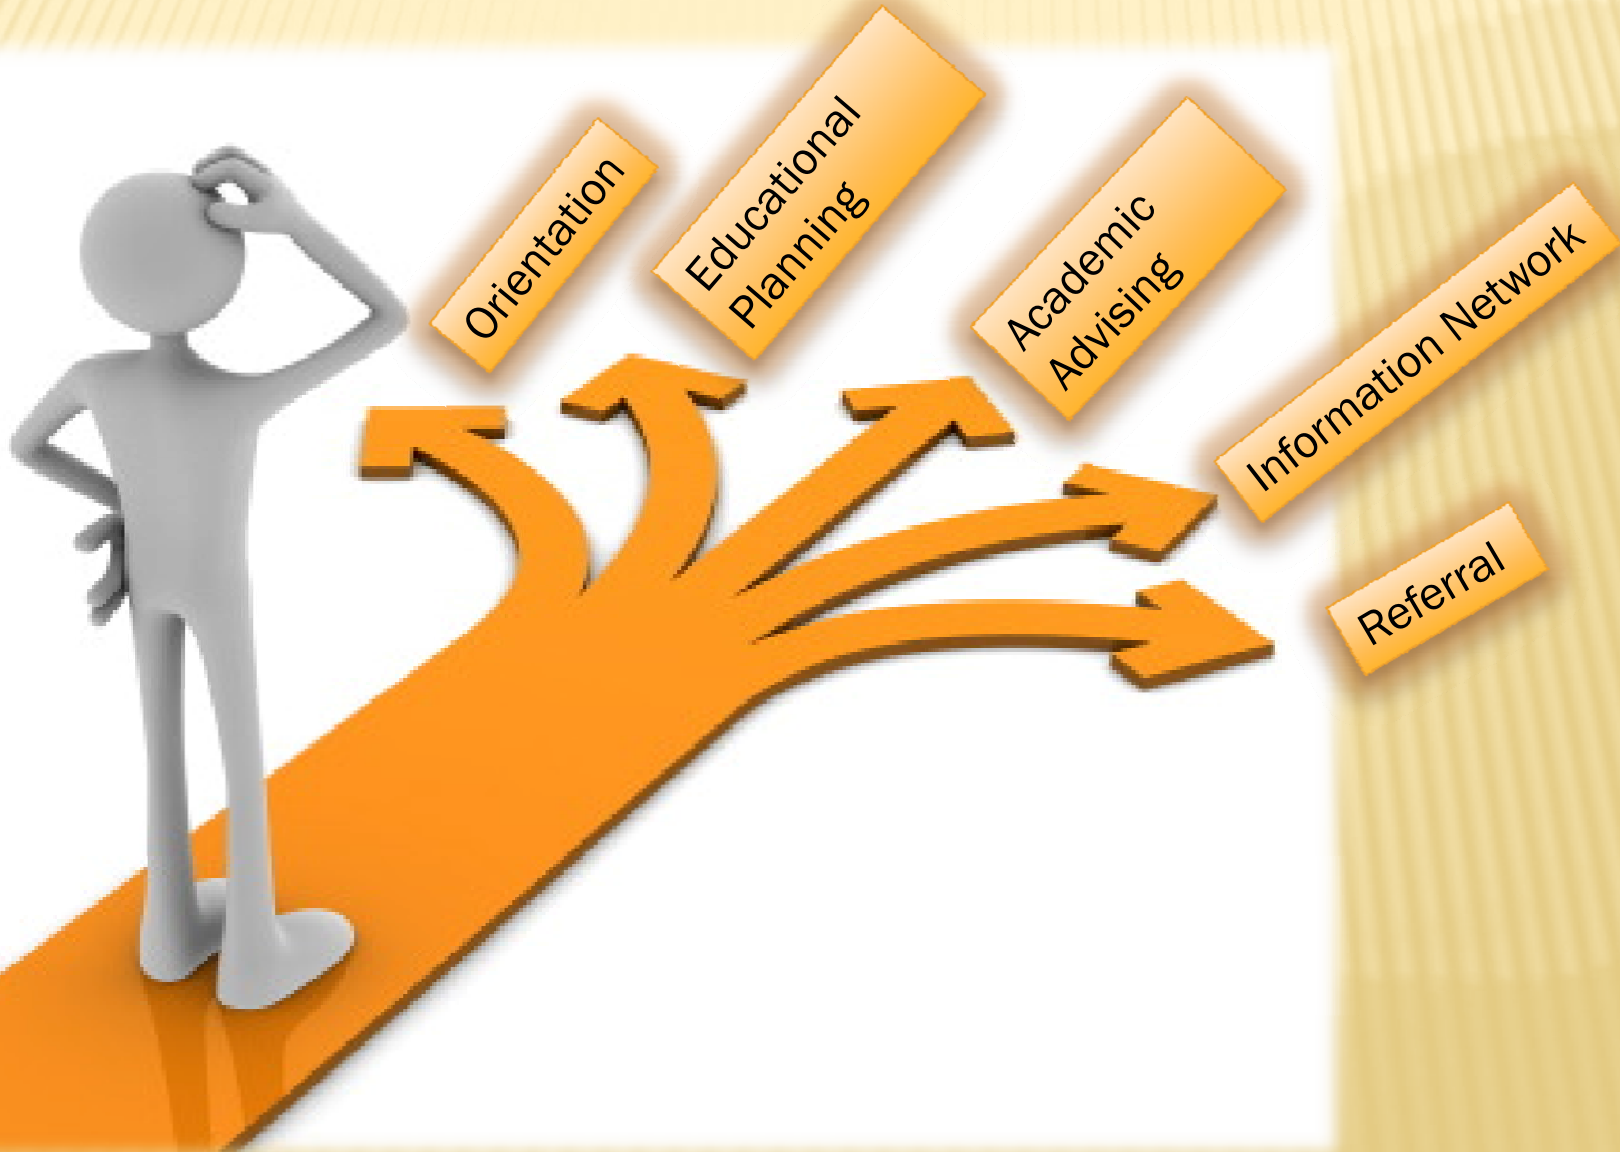 Orientation
Educational
Planning
Academic
Advising
Information Network
Referral